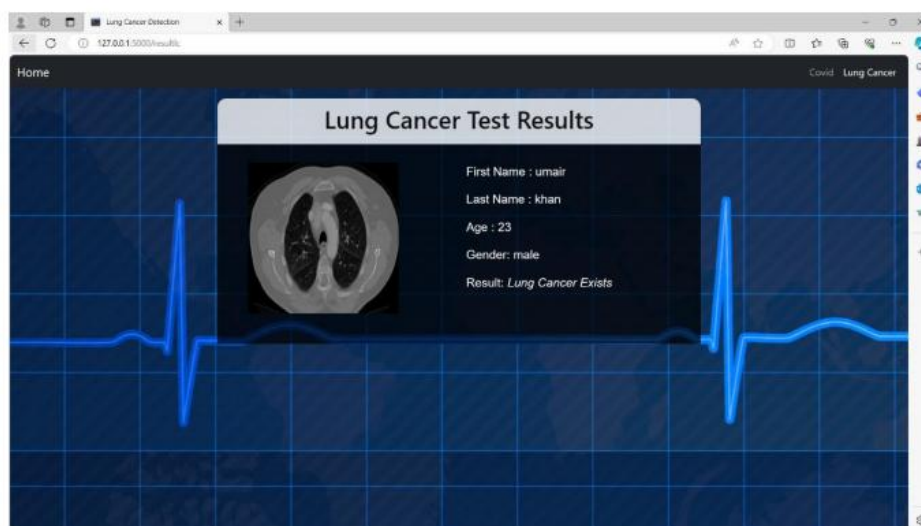 Lung Cancer Detection
127.0.0.1:5000/resultlc
Home
Covid Lung Cancer
Lung Cancer Test Results
First Name : umair
Last Name : khan
Age : 23
Gender: male
Result: Lung Cancer Exists